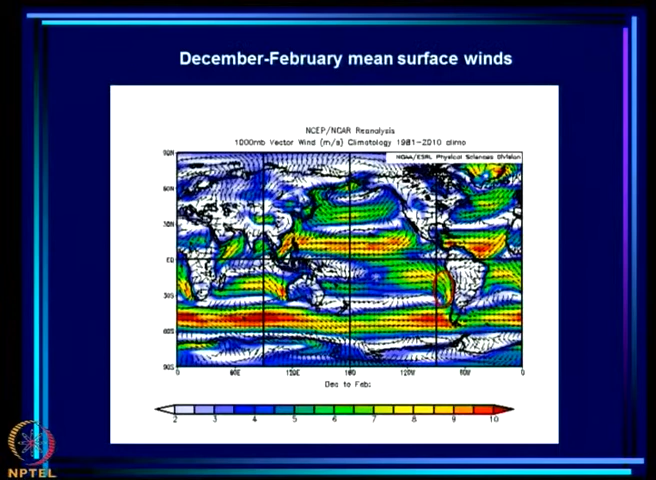 December-February mean surface winds
NCEP/NCAR Reanalysis
1000mb Vector Wind (m/s) Climatology 1981-2010 climo
NOAA/ESRL Physical Sciences Division
90N
60N
30N
EQ
30S
60S
90S
0 60E 120E 180 120W 60W 0
Dec to Feb:
2 3 4 5 6 7 8 9 10
NPTEL